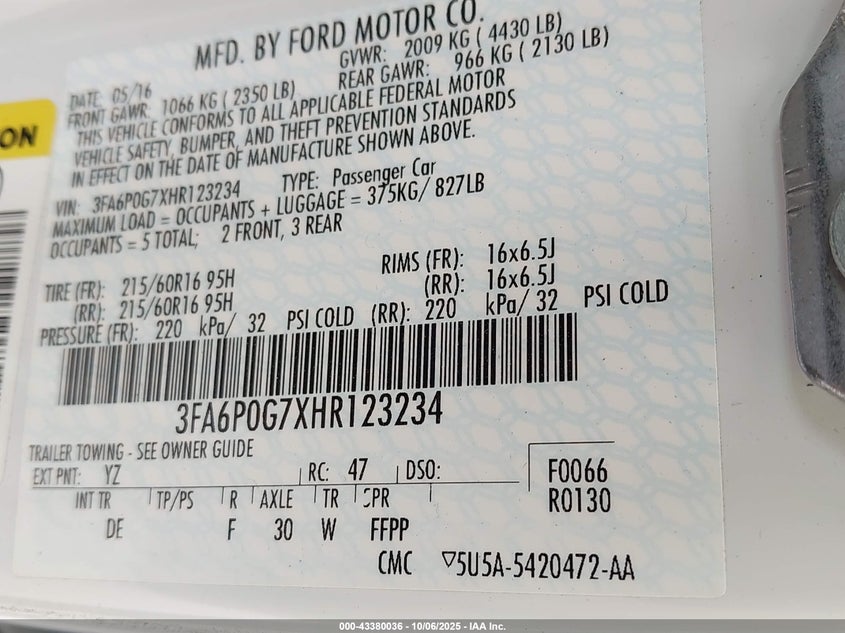 MFD. BY FORD MOTOR CO.
DATE: 05/16 GVWR: 2009 KG ( 4430 LB)
FRONT GAWR: 1066 KG ( 2350 LB) REAR GAWR: 966 KG ( 2130 LB)
THIS VEHICLE CONFORMS TO ALL APPLICABLE FEDERAL MOTOR
VEHICLE SAFETY, BUMPER, AND THEFT PREVENTION STANDARDS
IN EFFECT ON THE DATE OF MANUFACTURE SHOWN ABOVE.
VIN: 3FA6P0G7XHR123234 TYPE: Passenger Car
MAXIMUM LOAD = OCCUPANTS + LUGGAGE = 375KG/ 827LB
OCCUPANTS = 5 TOTAL; 2 FRONT, 3 REAR
TIRE (FR): 215/60R16 95H RIMS (FR): 16x6.5J
(RR): 215/60R16 95H (RR): 16x6.5J
PRESSURE (FR): 220 kPa/ 32 PSI COLD (RR): 220 kPa/ 32 PSI COLD
3FA6P0G7XHR123234
TRAILER TOWING - SEE OWNER GUIDE
EXT PNT: YZ RC: 47 DSO: F0066
INT TR TP/PS R AXLE TR SPR R0130
DE F 30 W FFPP
CMC 5U5A-5420472-AA
ON
000-43380036 - 10/06/2025 - IAA Inc.